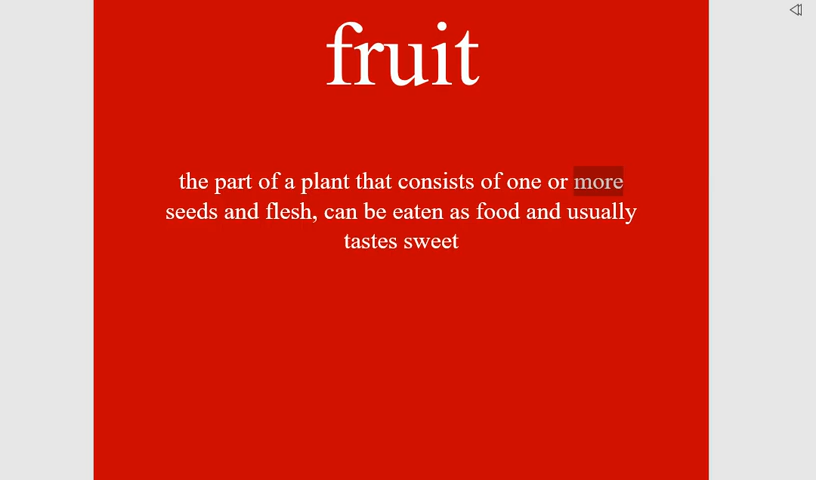 fruit
the part of a plant that consists of one or more
seeds and flesh, can be eaten as food and usually
tastes sweet